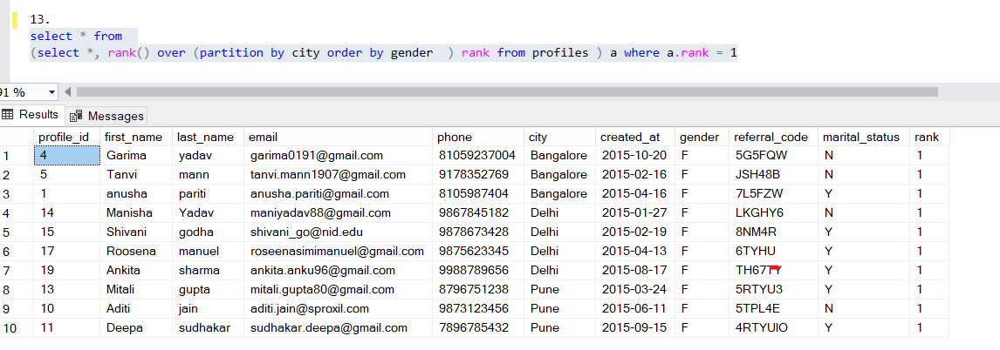 13.
select * from
(select *, rank() over (partition by city order by gender  ) rank from profiles ) a where a.rank = 1
91 %
Results Messages
profile_id first_name last_name email phone city created_at gender referral_code marital_status rank
1 4 Garima yadav garima0191@gmail.com 81059237004 Bangalore 2015-10-20 F 5G5FQW N 1
2 5 Tanvi mann tanvi.mann1907@gmail.com 9178352769 Bangalore 2015-02-16 F JSH48B N 1
3 1 anusha pariti anusha.pariti@gmail.com 8105987404 Bangalore 2015-04-16 F 7L5FZW Y 1
4 14 Manisha Yadav maniyadav88@gmail.com 9867845182 Delhi 2015-01-27 F LKGHY6 N 1
5 15 Shivani godha shivani_go@nid.edu 9878673428 Delhi 2015-02-19 F 8NM4R Y 1
6 17 Roosena manuel roseenasimimanuel@gmail.com 9875623345 Delhi 2015-04-13 F 6TYHU Y 1
7 19 Ankita sharma ankita.anku96@gmail.com 9988789656 Delhi 2015-08-17 F TH67TY Y 1
8 13 Mitali gupta mitali.gupta80@gmail.com 8796751238 Pune 2015-03-24 F 5RTYU3 Y 1
9 10 Aditi jain aditi.jain@sproxil.com 9873123456 Pune 2015-06-11 F 5TPL4E N 1
10 11 Deepa sudhakar sudhakar.deepa@gmail.com 7896785432 Pune 2015-09-15 F 4RTYUIO Y 1